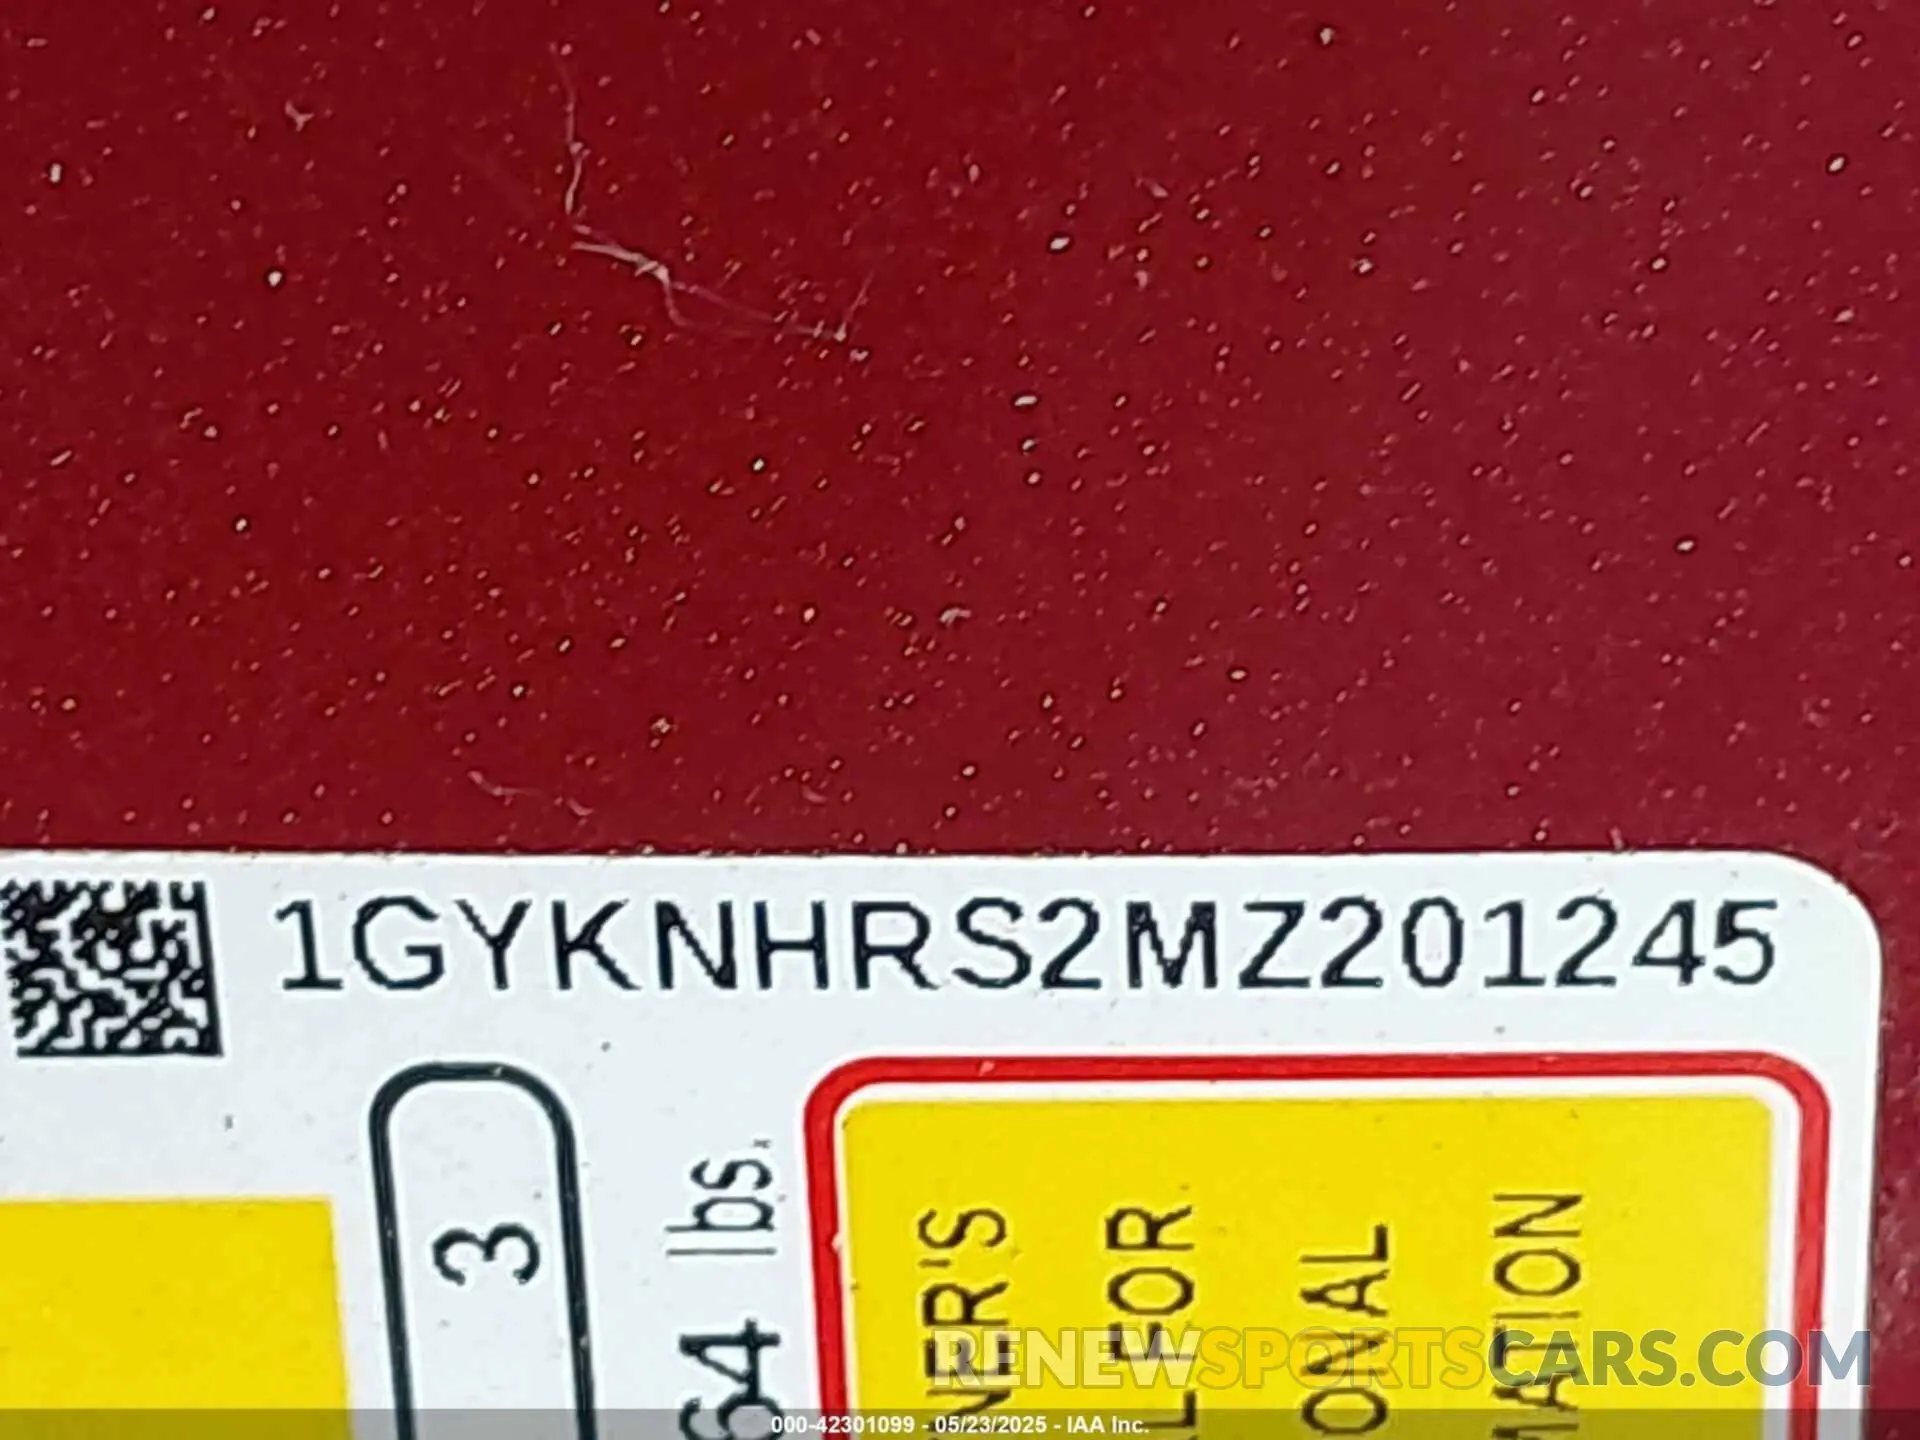 1GYKNHRS2MZ201245
3
64 lbs.
NER'S
L FOR
ONAL
MATION
RENEWSPORTSCARS.COM
000-42301099 - 05/23/2025 - IAA Inc.